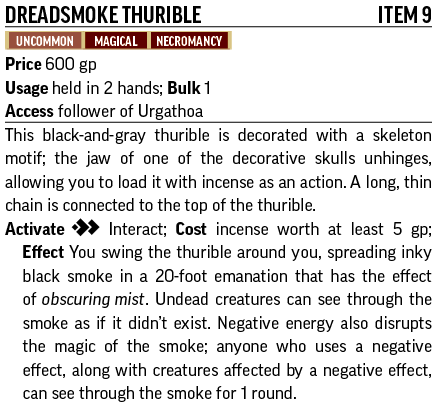 DREADSMOKE THURIBLE ITEM 9
UNCOMMON MAGICAL NECROMANCY
Price 600 gp
Usage held in 2 hands; Bulk 1
Access follower of Urgathoa
This black-and-gray thurible is decorated with a skeleton
motif; the jaw of one of the decorative skulls unhinges,
allowing you to load it with incense as an action. A long, thin
chain is connected to the top of the thurible.
Activate Interact; Cost incense worth at least 5 gp;
Effect You swing the thurible around you, spreading inky
black smoke in a 20-foot emanation that has the effect
of obscuring mist. Undead creatures can see through the
smoke as if it didn't exist. Negative energy also disrupts
the magic of the smoke; anyone who uses a negative
effect, along with creatures affected by a negative effect,
can see through the smoke for 1 round.